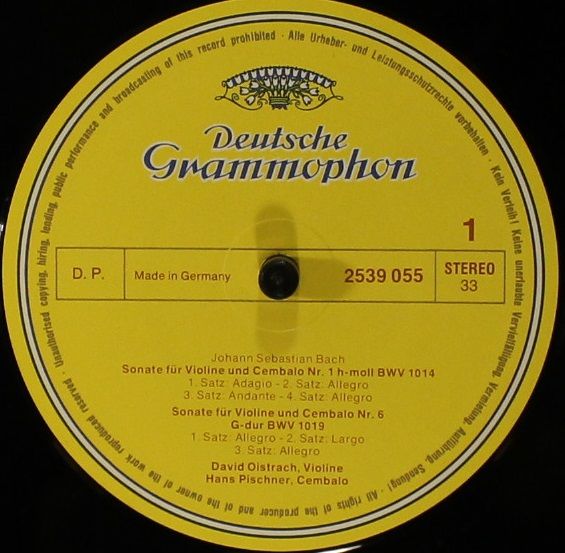 Unauthorised copying, hiring, lending, public performance and broadcasting of this record prohibited · Alle Urheber- und Leistungsschutzrechte vorbehalten · Kein Verleih! Keine unerlaubte Vervielfältigung, Vermietung, Aufführung, Sendung! · All rights of the producer and of the owner of the work reproduced reserved ·
Deutsche
Grammophon
1
D. P.
Made in Germany
2539 055
STEREO
33
Johann Sebastian Bach
Sonate für Violine und Cembalo Nr. 1 h-moll BWV 1014
1. Satz: Adagio - 2. Satz: Allegro
3. Satz: Andante - 4. Satz: Allegro
Sonate für Violine und Cembalo Nr. 6
G-dur BWV 1019
1. Satz: Allegro - 2. Satz: Largo
3. Satz: Allegro
David Oistrach, Violine
Hans Pischner, Cembalo